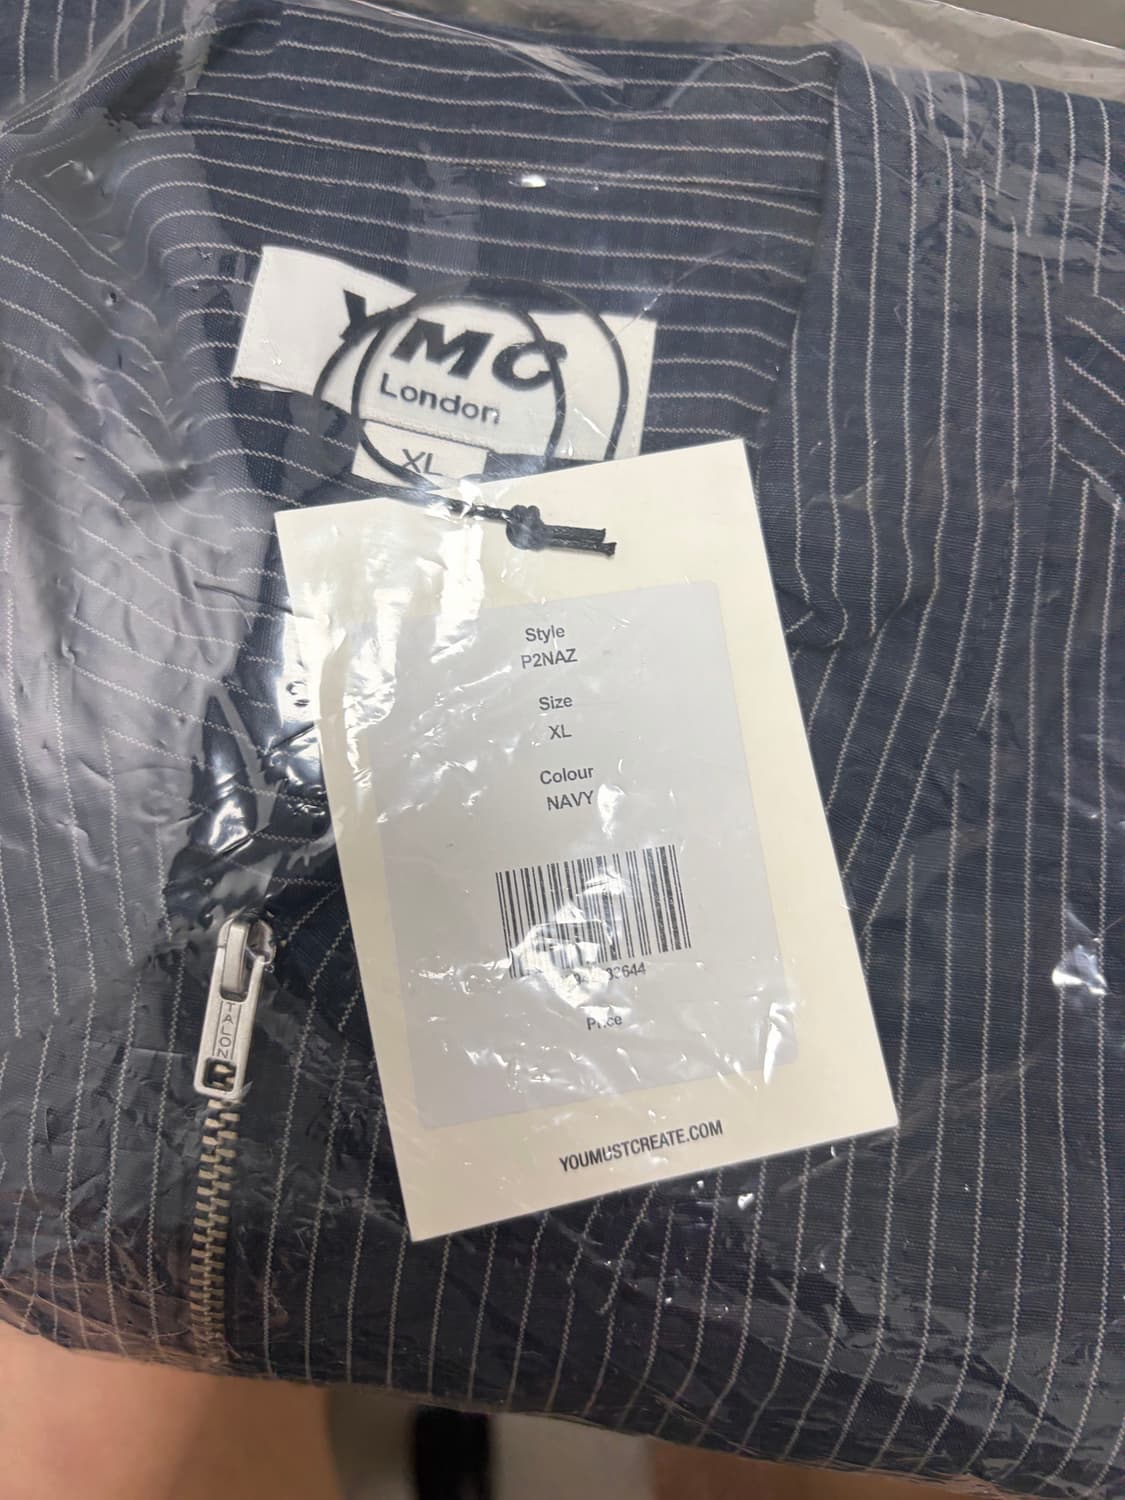 YMC
London
XL
Style
P2NAZ
Size
XL
Colour
NAVY
Price
YOUMUSTCREATE.COM
TALON